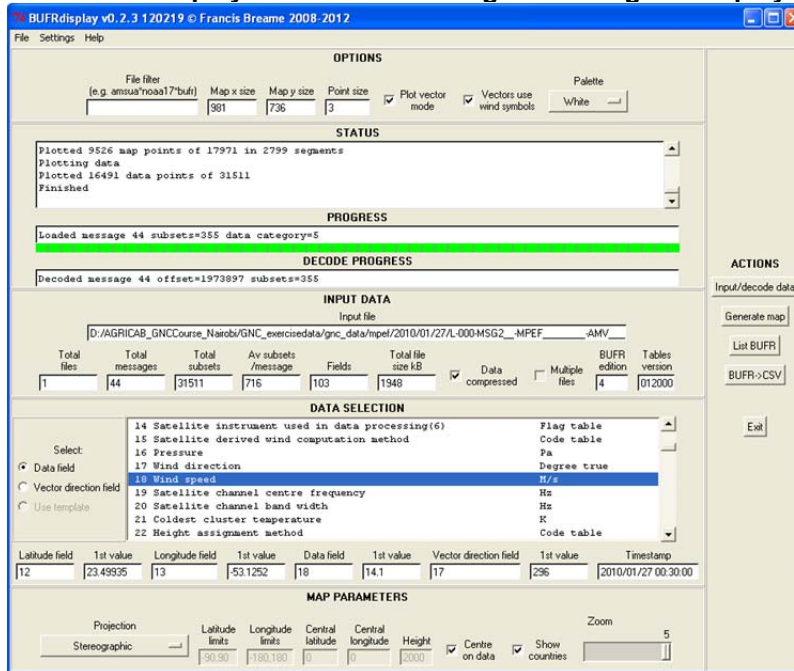 BUFRdisplay v0.2.3 120219 © Francis Breame 2008-2012
File Settings Help
OPTIONS
File filter
(e.g. amsua*noaa17*bufr) Map x size Map y size Point size Plot vector mode Vectors use wind symbols Palette
981 736 3 White
STATUS
Plotted 9526 map points of 17971 in 2799 segments
Plotting data
Plotted 16491 data points of 31511
Finished
PROGRESS
Loaded message 44 subsets=355 data category=5
DECODE PROGRESS
Decoded message 44 offset=1973897 subsets=355
INPUT DATA
Input file
D:/AGRICAB_GNCCourse_Nairobi/GNC_exercisedata/gnc_data/mpef/2010/01/27/L-000-MSG2__-MPEF________-AMV___
Total files Total messages Total subsets Av subsets /message Fields Total file size kB Data compressed Multiple files BUFR edition Tables version
1 44 31511 716 103 1948 4 012000
DATA SELECTION
Select:
Data field
Vector direction field
Use template
14 Satellite instrument used in data processing(6) Flag table
15 Satellite derived wind computation method Code table
16 Pressure Pa
17 Wind direction Degree true
18 Wind speed M/s
19 Satellite channel centre frequency Hz
20 Satellite channel band width Hz
21 Coldest cluster temperature K
22 Height assignment method Code table
Latitude field 1st value Longitude field 1st value Data field 1st value Vector direction field 1st value Timestamp
12 23.49935 13 -53.1252 18 14.1 17 296 2010/01/27 00:30:00
MAP PARAMETERS
Projection Latitude limits Longitude limits Central latitude Central longitude Height Centre on data Show countries Zoom
Stereographic -90,90 -180,180 0 0 2000 5
ACTIONS
Input/decode data
Generate map
List BUFR
BUFR->CSV
Exit